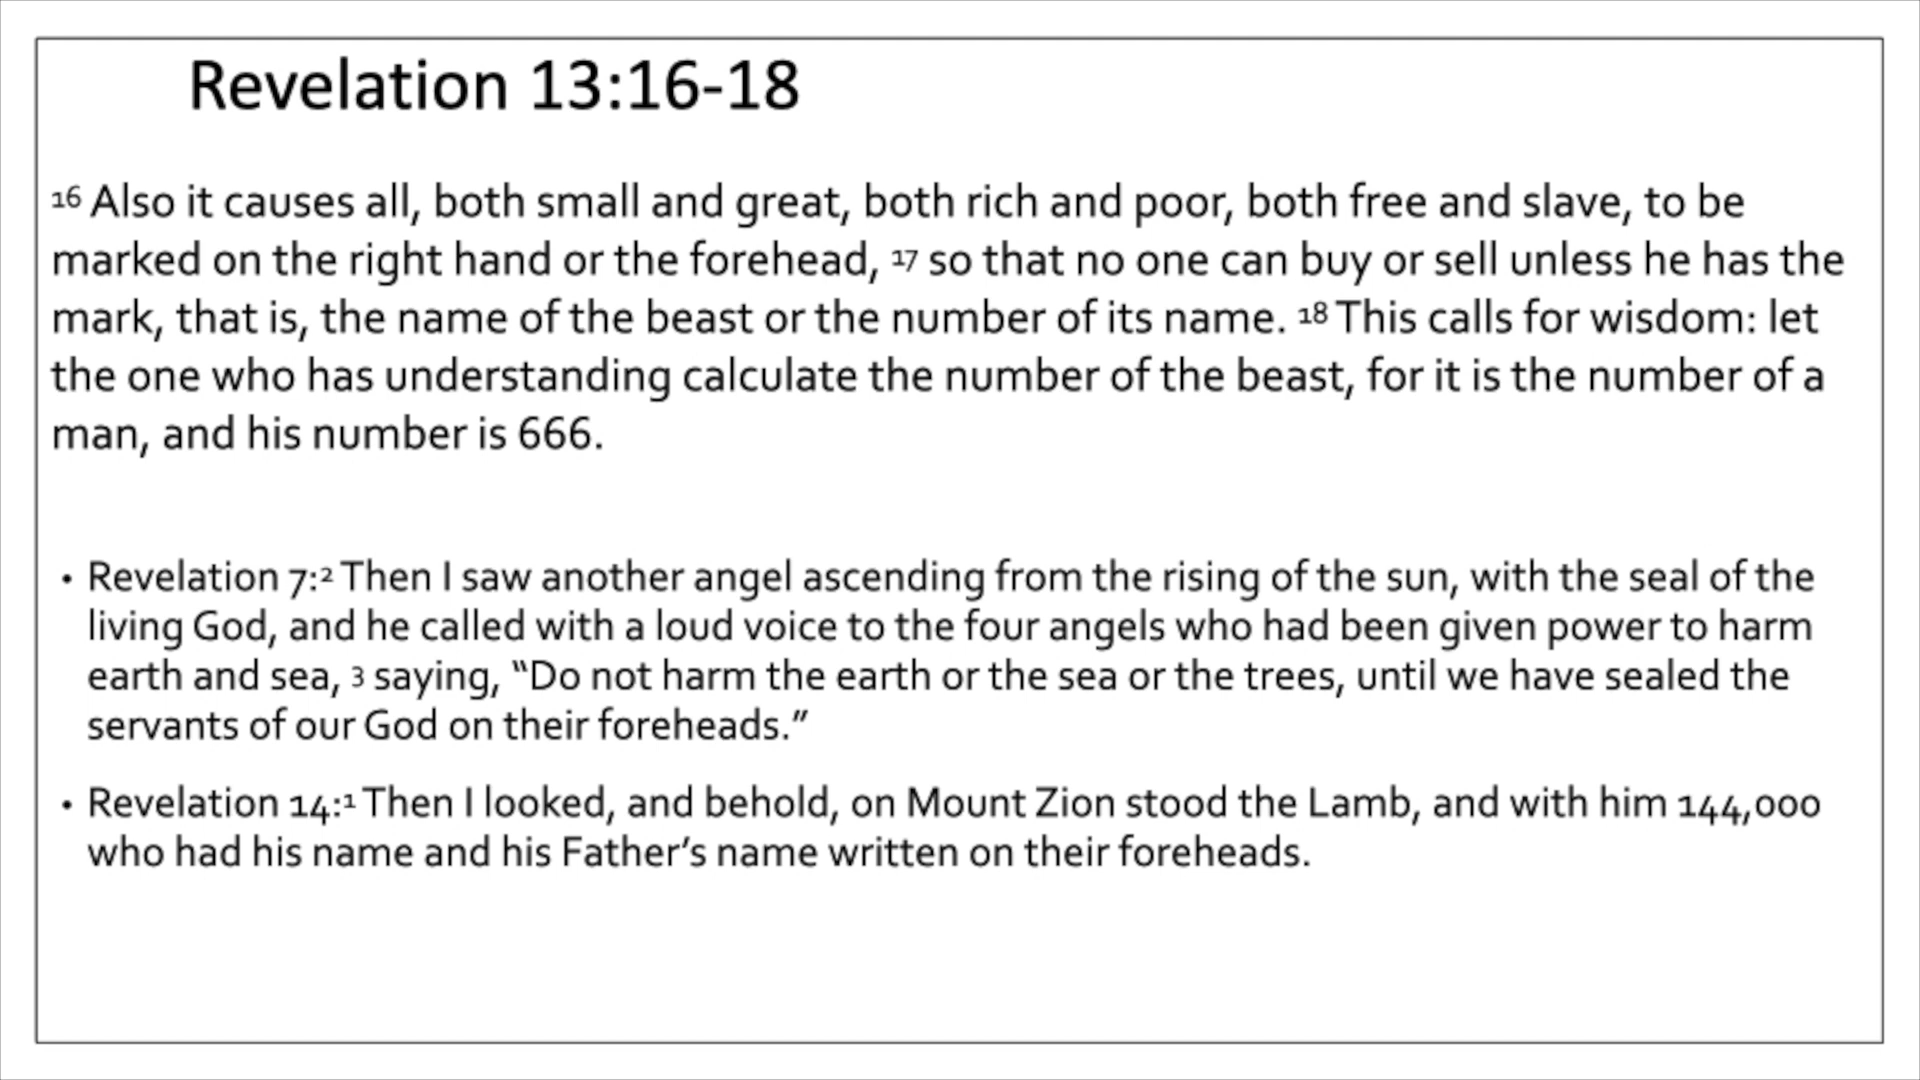 Revelation 13:16-18
16 Also it causes all, both small and great, both rich and poor, both free and slave, to be
marked on the right hand or the forehead, 17 so that no one can buy or sell unless he has the
mark, that is, the name of the beast or the number of its name. 18 This calls for wisdom: let
the one who has understanding calculate the number of the beast, for it is the number of a
man, and his number is 666.
• Revelation 7:2 Then I saw another angel ascending from the rising of the sun, with the seal of the
living God, and he called with a loud voice to the four angels who had been given power to harm
earth and sea, 3 saying, “Do not harm the earth or the sea or the trees, until we have sealed the
servants of our God on their foreheads.”
• Revelation 14:1 Then I looked, and behold, on Mount Zion stood the Lamb, and with him 144,000
who had his name and his Father’s name written on their foreheads.